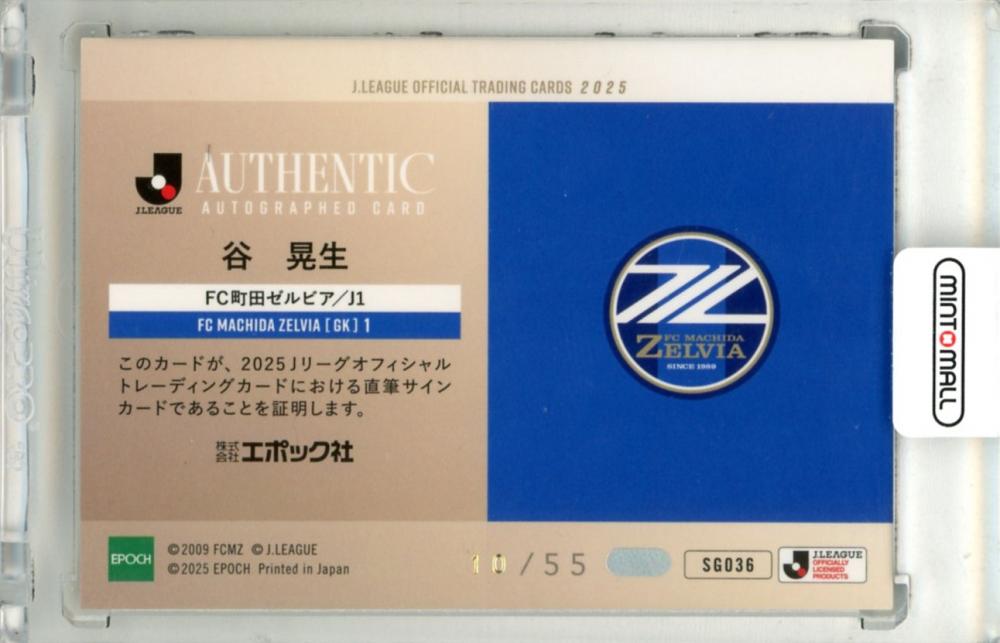 J.LEAGUE OFFICIAL TRADING CARDS 2025
J.LEAGUE
AUTHENTIC
AUTOGRAPHED CARD
谷 晃生
FC町田ゼルビア/J1
FC MACHIDA ZELVIA [GK] 1
このカードが、2025 Jリーグオフィシャル
トレーディングカードにおける直筆サイン
カードであることを証明します。
株式会社エポック社
FC MACHIDA
ZELVIA
SINCE 1989
MINT MALL
EPOCH
©2009 FCMZ ©J.LEAGUE
©2025 EPOCH Printed in Japan
10/55
SG036
J.LEAGUE
OFFICIALLY
LICENSED
PRODUCTS